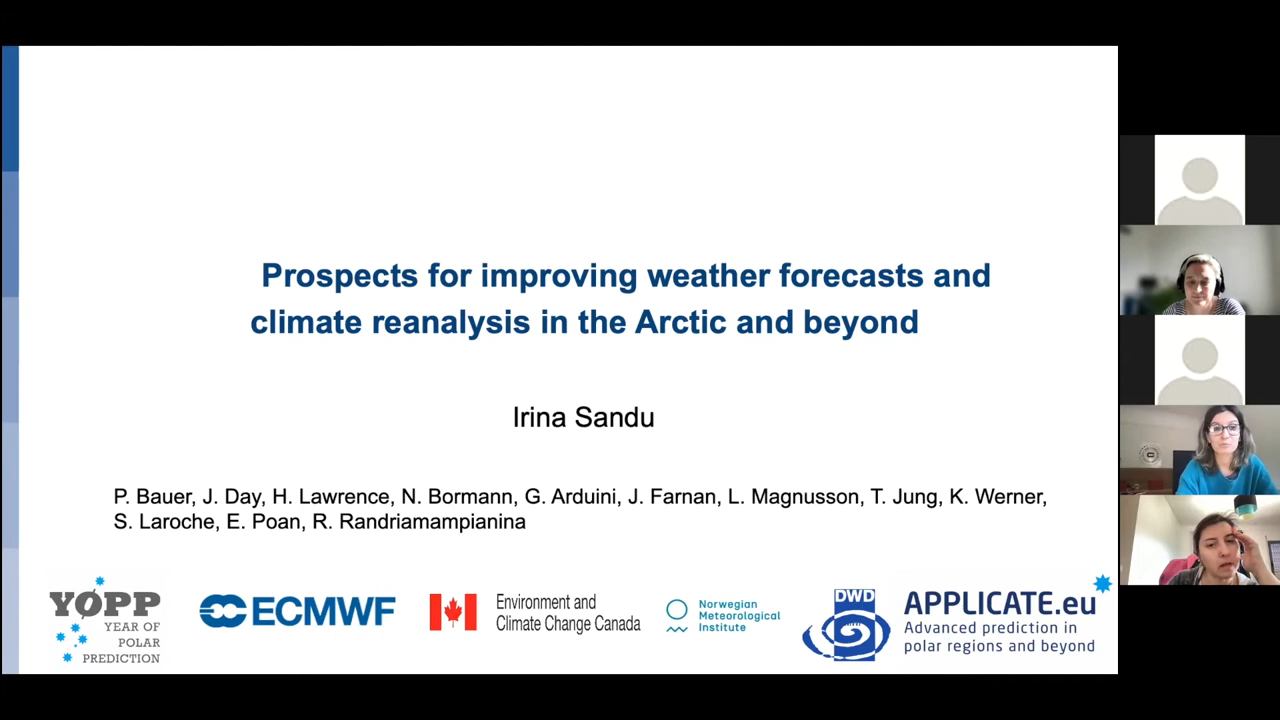 Prospects for improving weather forecasts and
climate reanalysis in the Arctic and beyond
Irina Sandu
P. Bauer, J. Day, H. Lawrence, N. Bormann, G. Arduini, J. Farnan, L. Magnusson, T. Jung, K. Werner,
S. Laroche, E. Poan, R. Randriamampianina
YOPP
YEAR OF
POLAR
PREDICTION
ECMWF
Environment and
Climate Change Canada
Norwegian
Meteorological
Institute
DWD
APPLICATE.eu
Advanced prediction in
polar regions and beyond